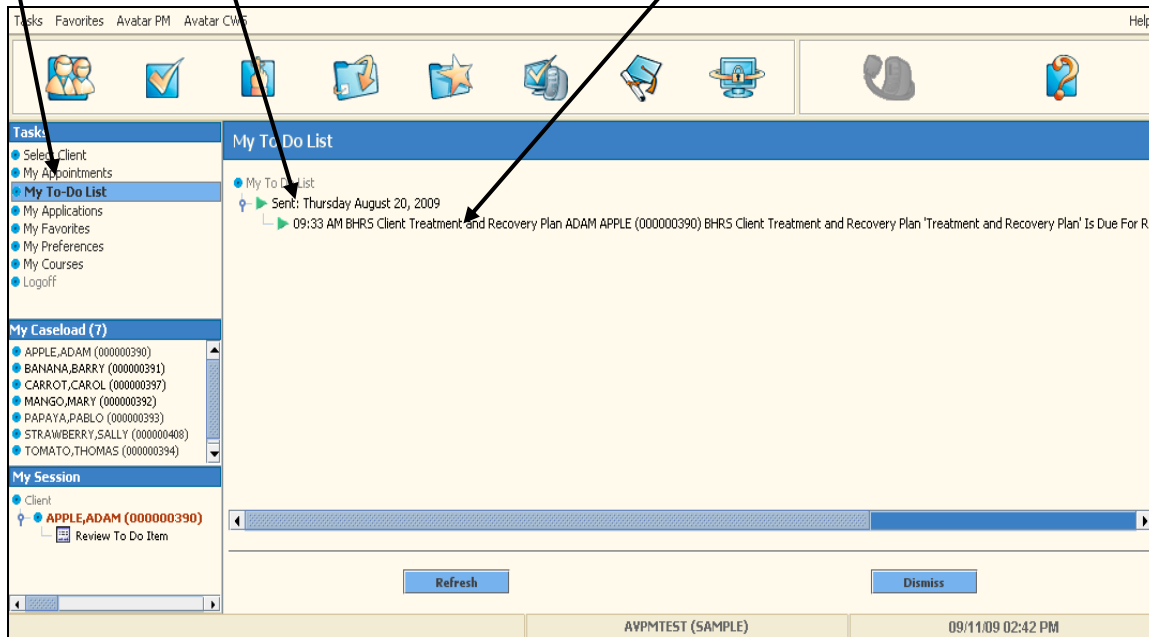 Tasks Favorites Avatar PM Avatar CWS Help
Tasks
Select Client
My Appointments
My To-Do List
My Applications
My Favorites
My Preferences
My Courses
Logoff
My Caseload (7)
APPLE,ADAM (000000390)
BANANA,BARRY (000000391)
CARROT,CAROL (000000397)
MANGO,MARY (000000392)
PAPAYA,PABLO (000000393)
STRAWBERRY,SALLY (000000408)
TOMATO,THOMAS (000000394)
My Session
Client
APPLE,ADAM (000000390)
Review To Do Item
My To Do List
My To Do List
Sent: Thursday August 20, 2009
09:33 AM BHRS Client Treatment and Recovery Plan ADAM APPLE (000000390) BHRS Client Treatment and Recovery Plan 'Treatment and Recovery Plan' Is Due For R
Refresh Dismiss
AVPMTEST (SAMPLE) 09/11/09 02:42 PM